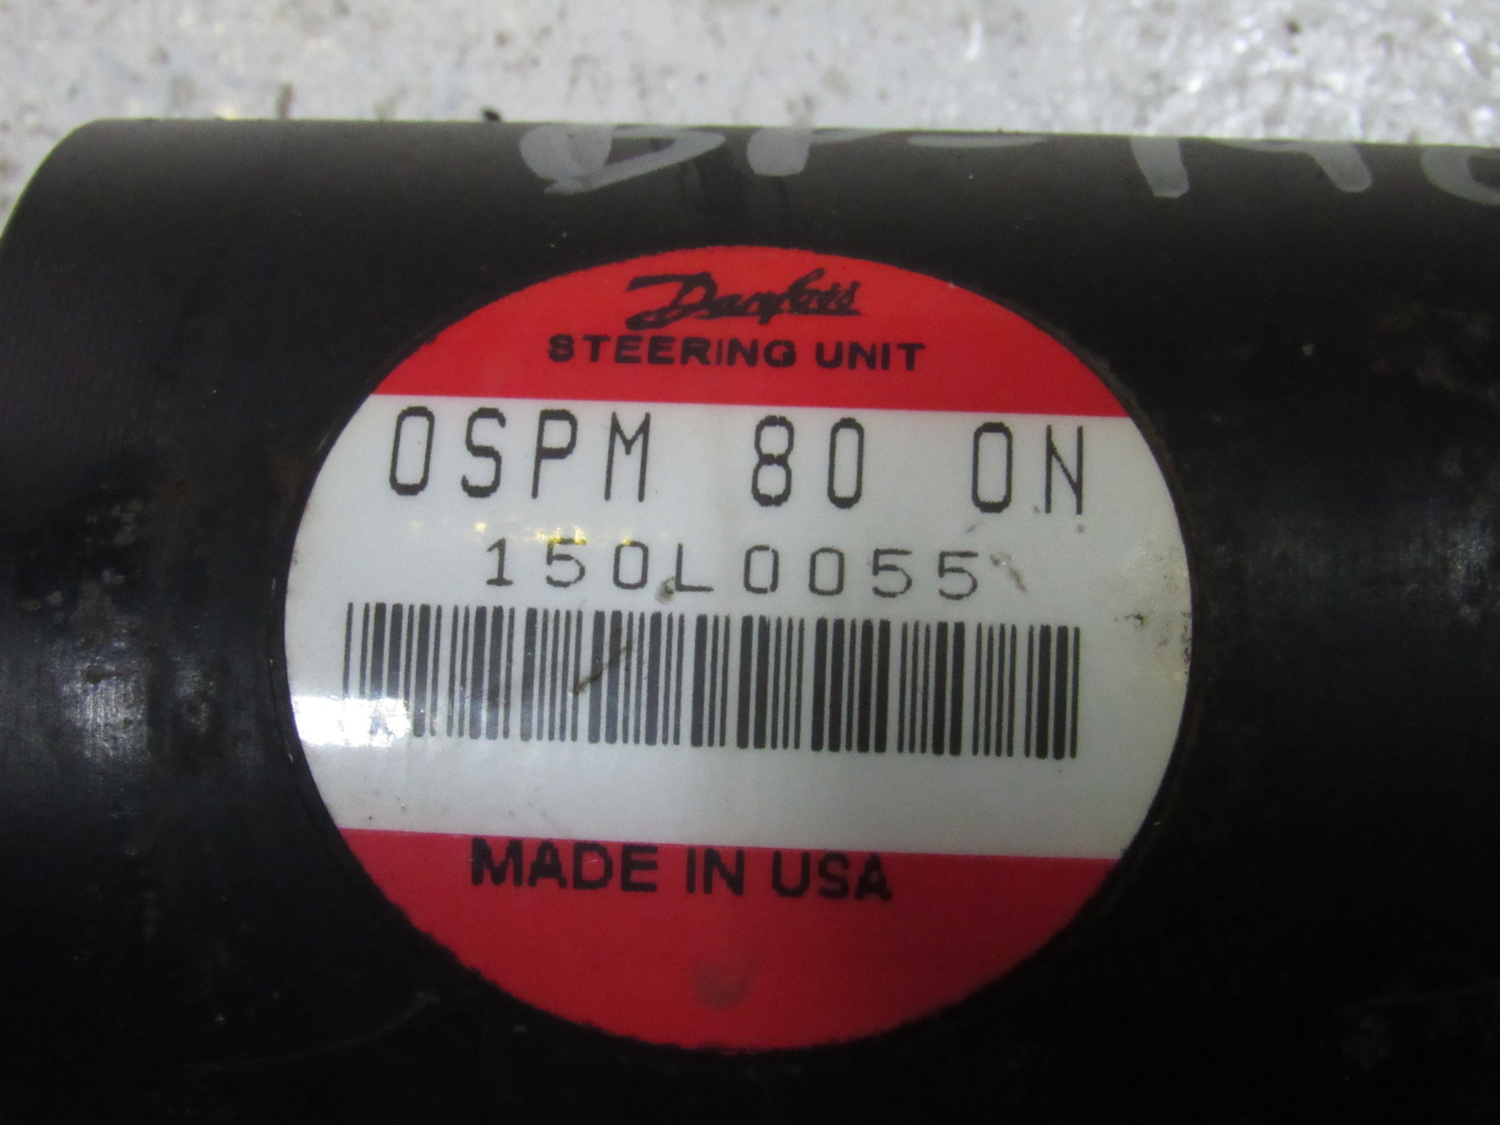 Danfoss
STEERING UNIT
OSPM 80 ON
150L0055
MADE IN USA